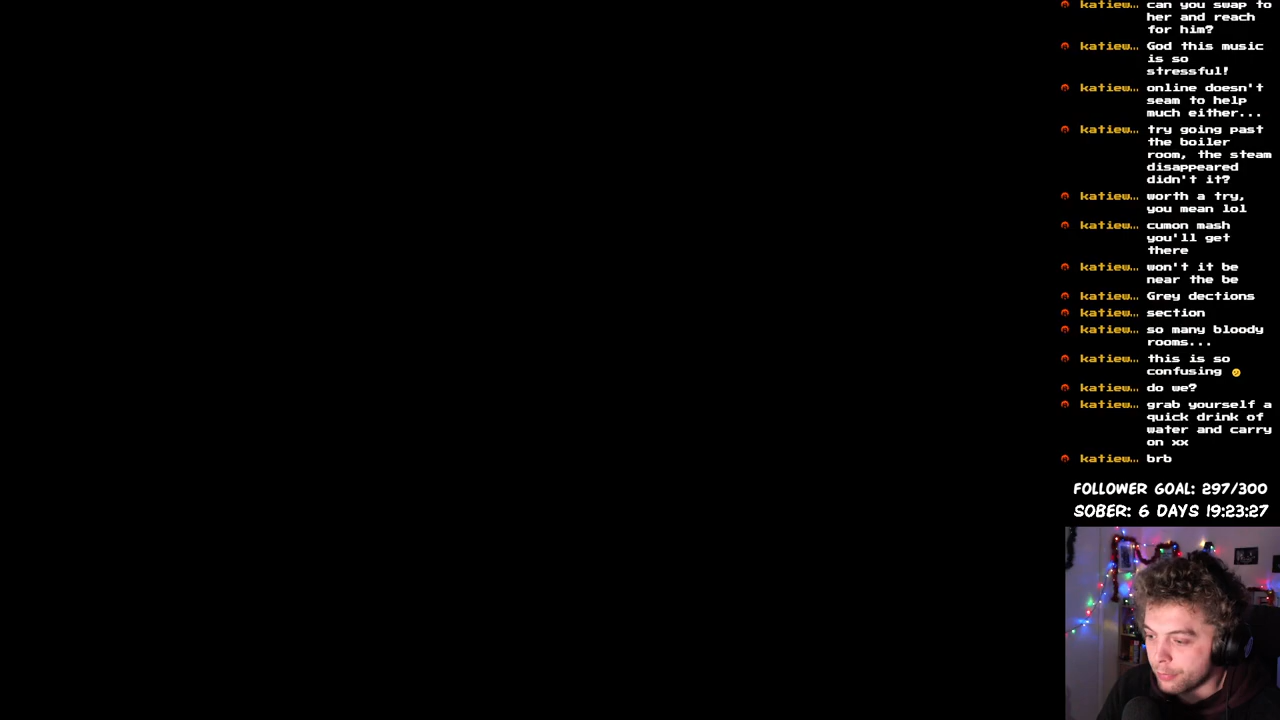 katiew… can you swap to
her and reach
for him?
katiew… God this music
is so
stressful!
katiew… online doesn't
seam to help
much either...
katiew… try going past
the boiler
room, the steam
disappeared
didn't it?
katiew… worth a try,
you mean lol
katiew… cumon mash
you'll get
there
katiew… won't it be
near the be
katiew… Grey dections
katiew… section
katiew… so many bloody
rooms...
katiew… this is so
confusing
katiew… do we?
katiew… grab yourself a
quick drink of
water and carry
on xx
katiew… brb
FOLLOWER GOAL: 297/300
SOBER: 6 DAYS 19:23:27